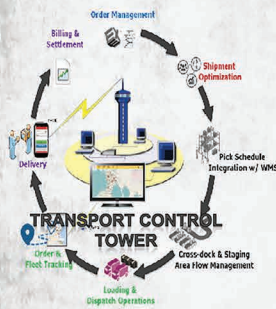 Order Management
Billing &
Settlement
Shipment
Optimization
Pick Schedule
Integration w/ WMS
Delivery
TRANSPORT CONTROL
TOWER
Order &
Fleet Tracking
Cross-dock & Staging
Area Flow Management
Loading &
Dispatch Operations